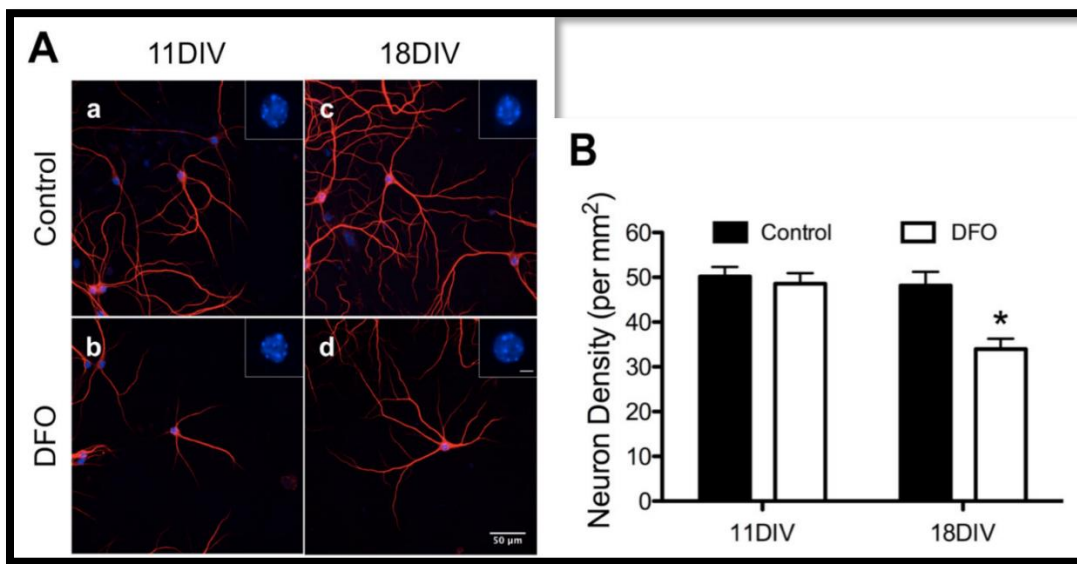 A
11DIV 18DIV
a
c
Control
b
d
DFO
50 µm
B
Neuron Density (per mm²)
Control DFO
60
50
40
30
20
10
0
*
11DIV 18DIV